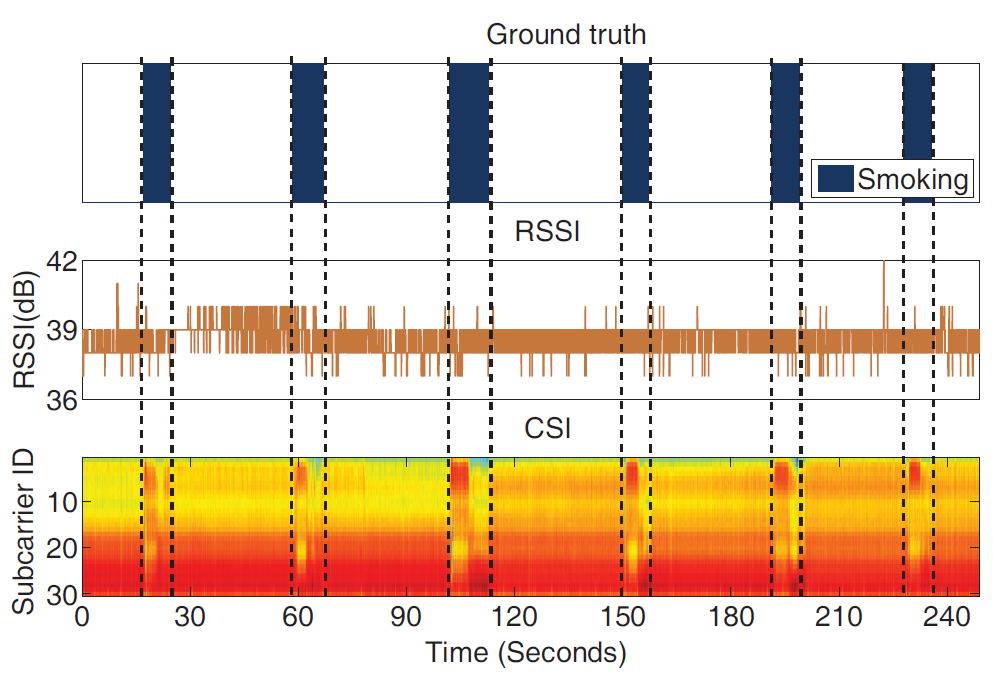 Ground truth
Smoking
RSSI
RSSI(dB)
42
39
36
CSI
Subcarrier ID
10
20
30
0 30 60 90 120 150 180 210 240
Time (Seconds)